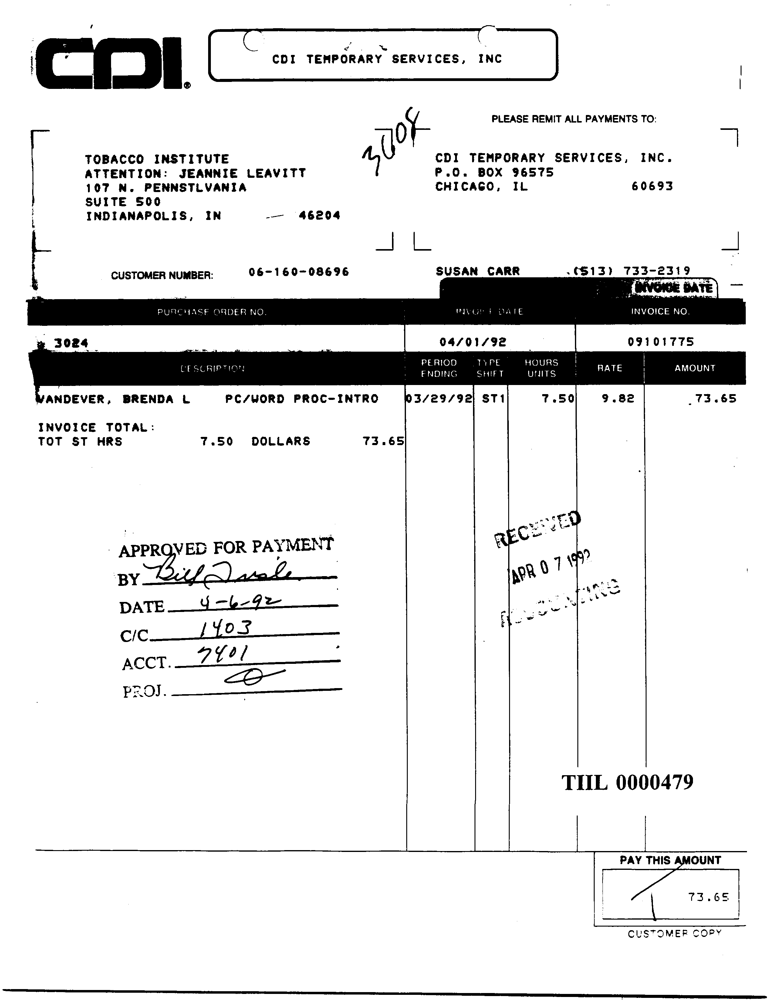 CDI®
CDI TEMPORARY SERVICES, INC
PLEASE REMIT ALL PAYMENTS TO:
3608
TOBACCO INSTITUTE
ATTENTION: JEANNIE LEAVITT
107 N. PENNSTLVANIA
SUITE 500
INDIANAPOLIS, IN -- 46204
CDI TEMPORARY SERVICES, INC.
P.O. BOX 96575
CHICAGO, IL 60693
CUSTOMER NUMBER: 06-160-08696
SUSAN CARR (513) 733-2319
INVOICE DATE
PURCHASE ORDER NO. INVOICE DATE INVOICE NO.
3024 04/01/92 09101775
DESCRIPTION PERIOD ENDING TYPE SHIFT HOURS UNITS RATE AMOUNT
VANDEVER, BRENDA L PC/WORD PROC-INTRO 03/29/92 ST1 7.50 9.82 73.65
INVOICE TOTAL:
TOT ST HRS 7.50 DOLLARS 73.65
RECEIVED
APR 07 1992
ACCOUNTING
APPROVED FOR PAYMENT
BY Bill
DATE 4-6-92
C/C 1403
ACCT. 7401
PROJ. 0
TIIL 0000479
PAY THIS AMOUNT
73.65
CUSTOMER COPY